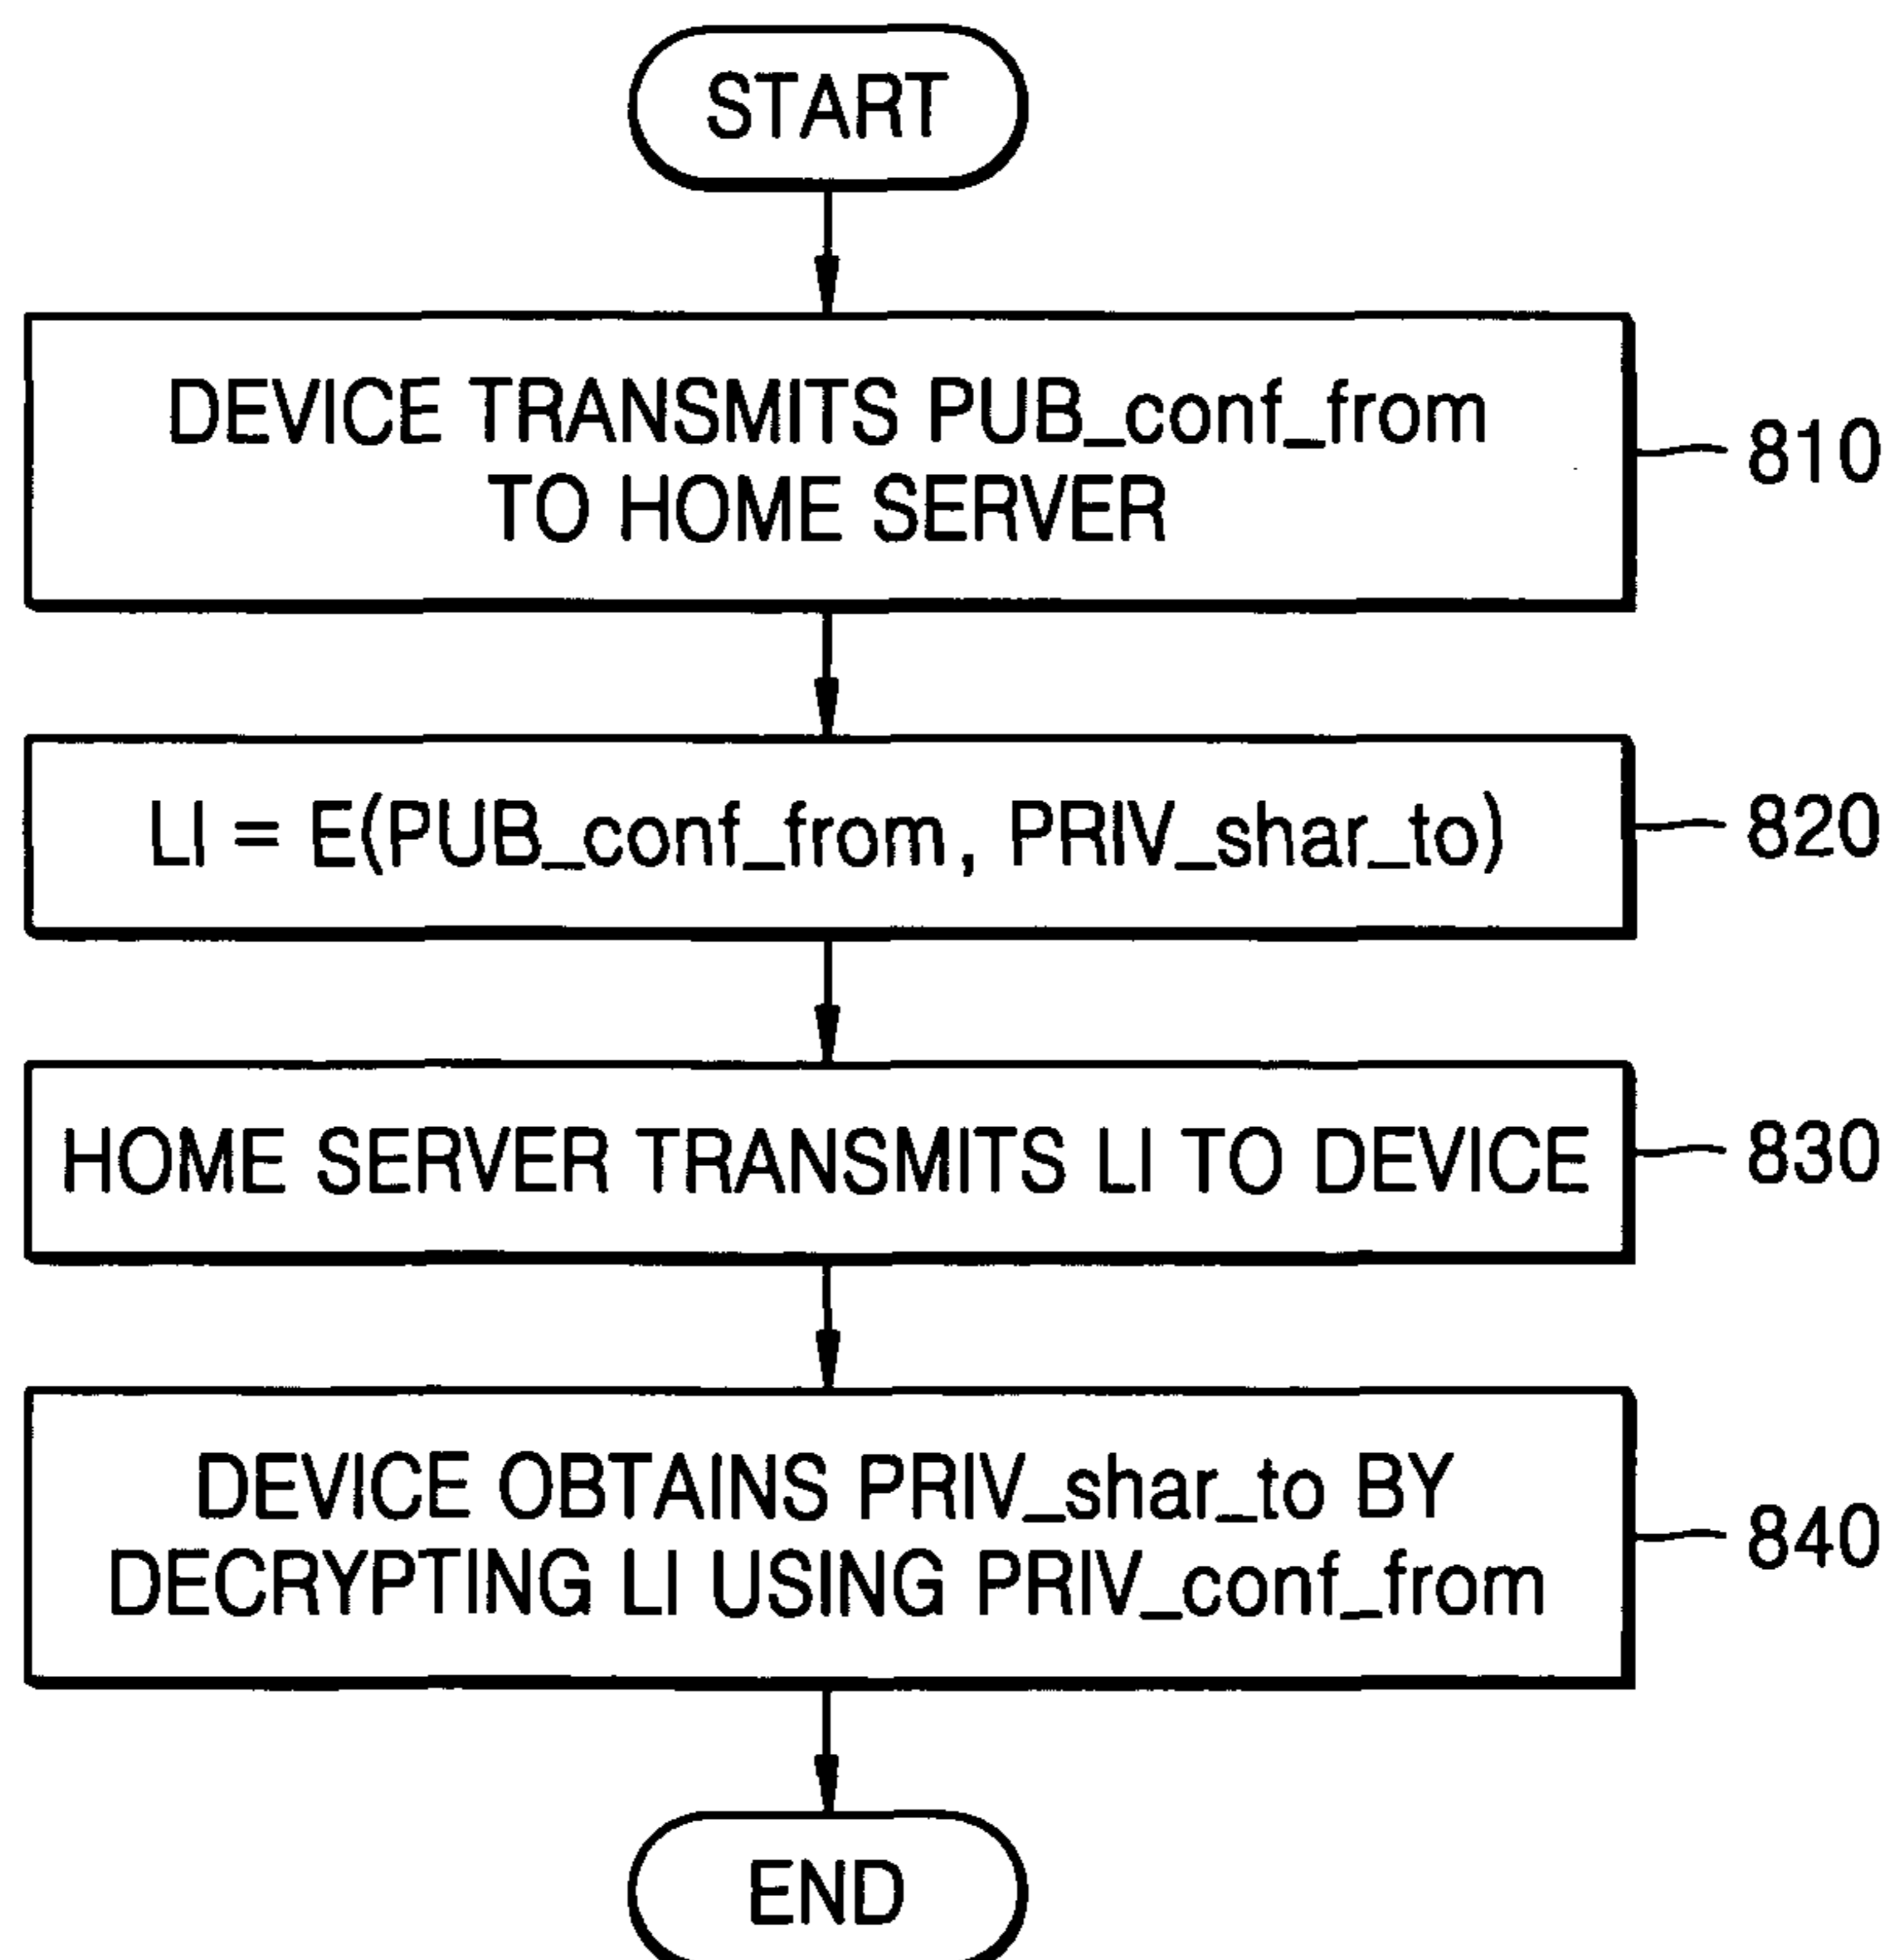 START
DEVICE TRANSMITS PUB_conf_from
TO HOME SERVER
810
LI = E(PUB_conf_from, PRIV_shar_to)
820
HOME SERVER TRANSMITS LI TO DEVICE
830
DEVICE OBTAINS PRIV_shar_to BY
DECRYPTING LI USING PRIV_conf_from
840
END